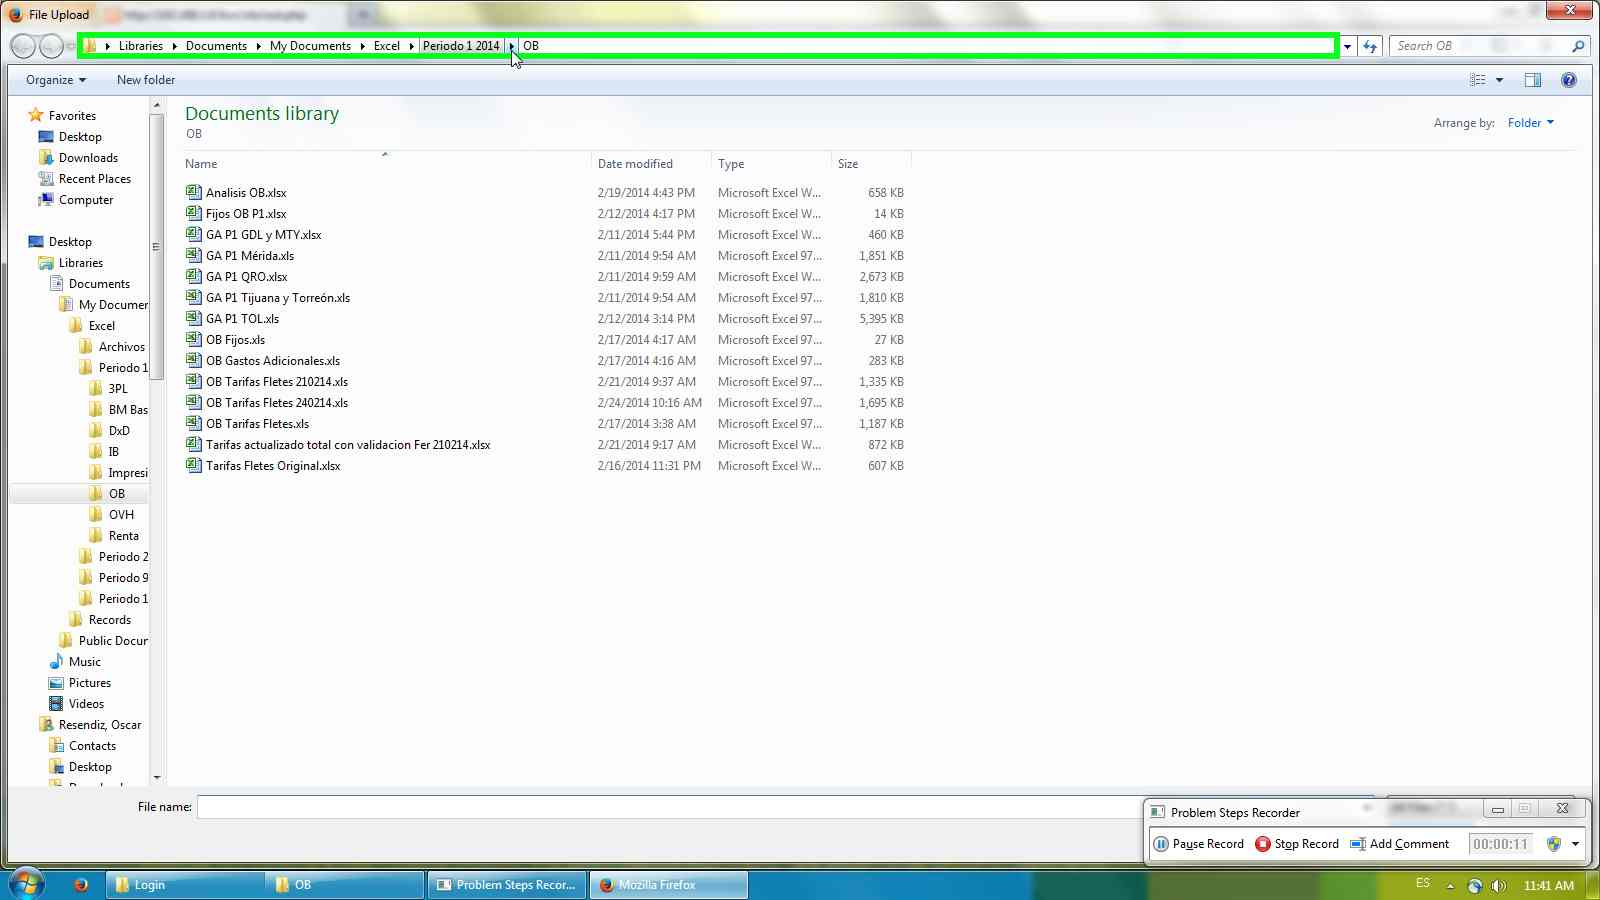 File Upload
Libraries Documents My Documents Excel Periodo 1 2014 OB
Search OB
Organize New folder
Documents library
OB
Arrange by: Folder
Name Date modified Type Size
Analisis OB.xlsx 2/19/2014 4:43 PM Microsoft Excel W... 658 KB
Fijos OB P1.xlsx 2/12/2014 4:17 PM Microsoft Excel W... 14 KB
GA P1 GDL y MTY.xlsx 2/11/2014 5:44 PM Microsoft Excel W... 460 KB
GA P1 Mérida.xls 2/11/2014 9:54 AM Microsoft Excel 97... 1,851 KB
GA P1 QRO.xlsx 2/11/2014 9:59 AM Microsoft Excel W... 2,673 KB
GA P1 Tijuana y Torreón.xls 2/11/2014 9:54 AM Microsoft Excel 97... 1,810 KB
GA P1 TOL.xls 2/12/2014 3:14 PM Microsoft Excel 97... 5,395 KB
OB Fijos.xls 2/17/2014 4:17 AM Microsoft Excel 97... 27 KB
OB Gastos Adicionales.xls 2/17/2014 4:16 AM Microsoft Excel 97... 283 KB
OB Tarifas Fletes 210214.xls 2/21/2014 9:37 AM Microsoft Excel 97... 1,335 KB
OB Tarifas Fletes 240214.xls 2/24/2014 10:16 AM Microsoft Excel 97... 1,695 KB
OB Tarifas Fletes.xls 2/17/2014 3:38 AM Microsoft Excel 97... 1,187 KB
Tarifas actualizado total con validacion Fer 210214.xlsx 2/21/2014 9:17 AM Microsoft Excel W... 872 KB
Tarifas Fletes Original.xlsx 2/16/2014 11:31 PM Microsoft Excel W... 607 KB
Favorites
Desktop
Downloads
Recent Places
Computer
Desktop
Libraries
Documents
My Documer
Excel
Archivos
Periodo 1
3PL
BM Bas
DxD
IB
Impresi
OB
OVH
Renta
Periodo 2
Periodo 9
Periodo 1
Records
Public Docur
Music
Pictures
Videos
Resendiz, Oscar
Contacts
Desktop
File name:
Problem Steps Recorder
Pause Record Stop Record Add Comment 00:00:11
Login OB Problem Steps Recor... Mozilla Firefox ES 11:41 AM